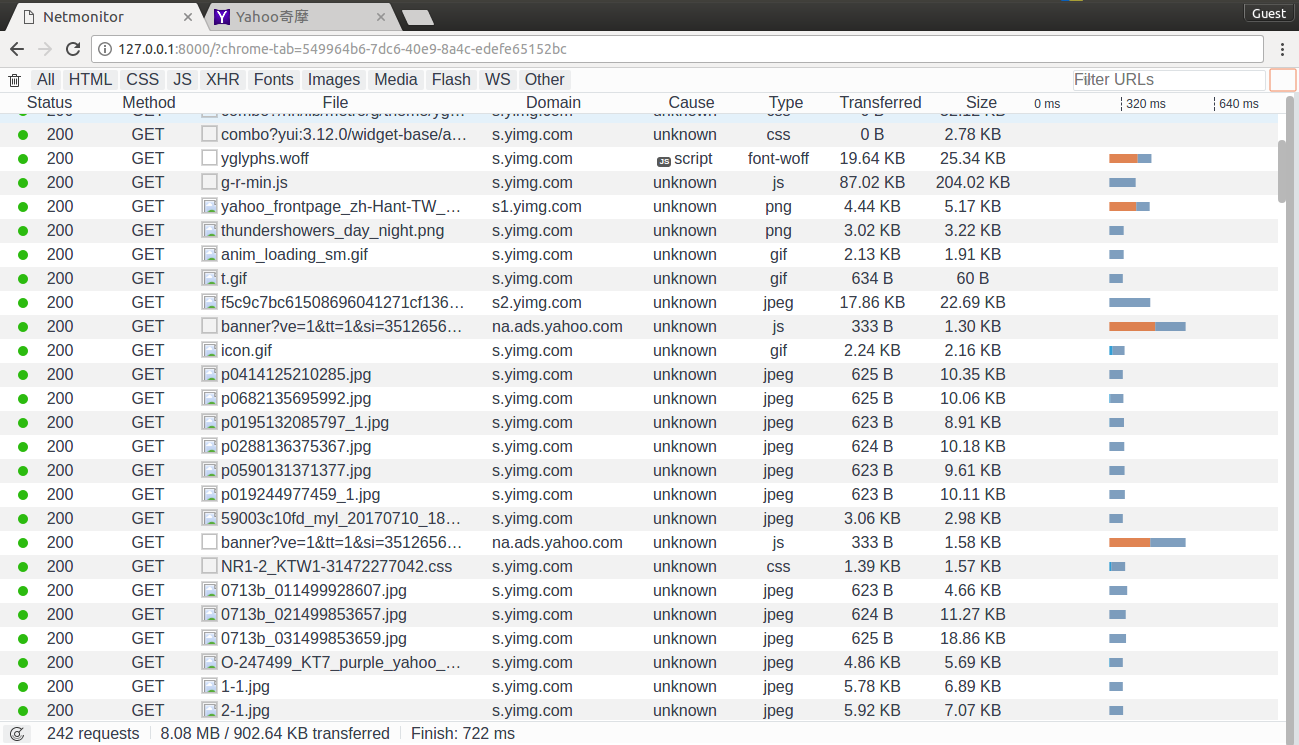 Netmonitor Yahoo奇摩 Guest
127.0.0.1:8000/?chrome-tab=549964b6-7dc6-40e9-8a4c-edefe65152bc
All HTML CSS JS XHR Fonts Images Media Flash WS Other Filter URLs
Status Method File Domain Cause Type Transferred Size 0 ms 320 ms 640 ms
200 GET s.yimg.com unknown css 0 B
200 GET combo?yui:3.12.0/widget-base/a… s.yimg.com unknown css 0 B 2.78 KB
200 GET yglyphs.woff s.yimg.com JS script font-woff 19.64 KB 25.34 KB
200 GET g-r-min.js s.yimg.com unknown js 87.02 KB 204.02 KB
200 GET yahoo_frontpage_zh-Hant-TW_… s1.yimg.com unknown png 4.44 KB 5.17 KB
200 GET thundershowers_day_night.png s.yimg.com unknown png 3.02 KB 3.22 KB
200 GET anim_loading_sm.gif s.yimg.com unknown gif 2.13 KB 1.91 KB
200 GET t.gif s.yimg.com unknown gif 634 B 60 B
200 GET f5c9c7bc61508696041271cf136… s2.yimg.com unknown jpeg 17.86 KB 22.69 KB
200 GET banner?ve=1&tt=1&si=3512656… na.ads.yahoo.com unknown js 333 B 1.30 KB
200 GET icon.gif s.yimg.com unknown gif 2.24 KB 2.16 KB
200 GET p0414125210285.jpg s.yimg.com unknown jpeg 625 B 10.35 KB
200 GET p0682135695992.jpg s.yimg.com unknown jpeg 625 B 10.06 KB
200 GET p0195132085797_1.jpg s.yimg.com unknown jpeg 623 B 8.91 KB
200 GET p0288136375367.jpg s.yimg.com unknown jpeg 624 B 10.18 KB
200 GET p0590131371377.jpg s.yimg.com unknown jpeg 623 B 9.61 KB
200 GET p019244977459_1.jpg s.yimg.com unknown jpeg 623 B 10.11 KB
200 GET 59003c10fd_myl_20170710_18… s.yimg.com unknown jpeg 3.06 KB 2.98 KB
200 GET banner?ve=1&tt=1&si=3512656… na.ads.yahoo.com unknown js 333 B 1.58 KB
200 GET NR1-2_KTW1-31472277042.css s.yimg.com unknown css 1.39 KB 1.57 KB
200 GET 0713b_011499928607.jpg s.yimg.com unknown jpeg 623 B 4.66 KB
200 GET 0713b_021499853657.jpg s.yimg.com unknown jpeg 624 B 11.27 KB
200 GET 0713b_031499853659.jpg s.yimg.com unknown jpeg 625 B 18.86 KB
200 GET O-247499_KT7_purple_yahoo_… s.yimg.com unknown jpeg 4.86 KB 5.69 KB
200 GET 1-1.jpg s.yimg.com unknown jpeg 5.78 KB 6.89 KB
200 GET 2-1.jpg s.yimg.com unknown jpeg 5.92 KB 7.07 KB
242 requests 8.08 MB / 902.64 KB transferred Finish: 722 ms